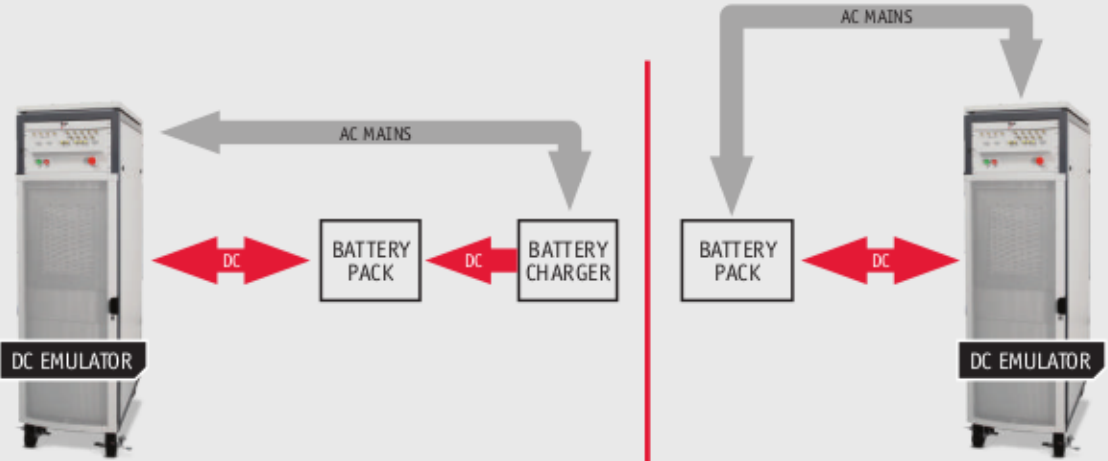 AC MAINS
DC
BATTERY
PACK
DC
BATTERY
CHARGER
DC EMULATOR
AC MAINS
BATTERY
PACK
DC
DC EMULATOR